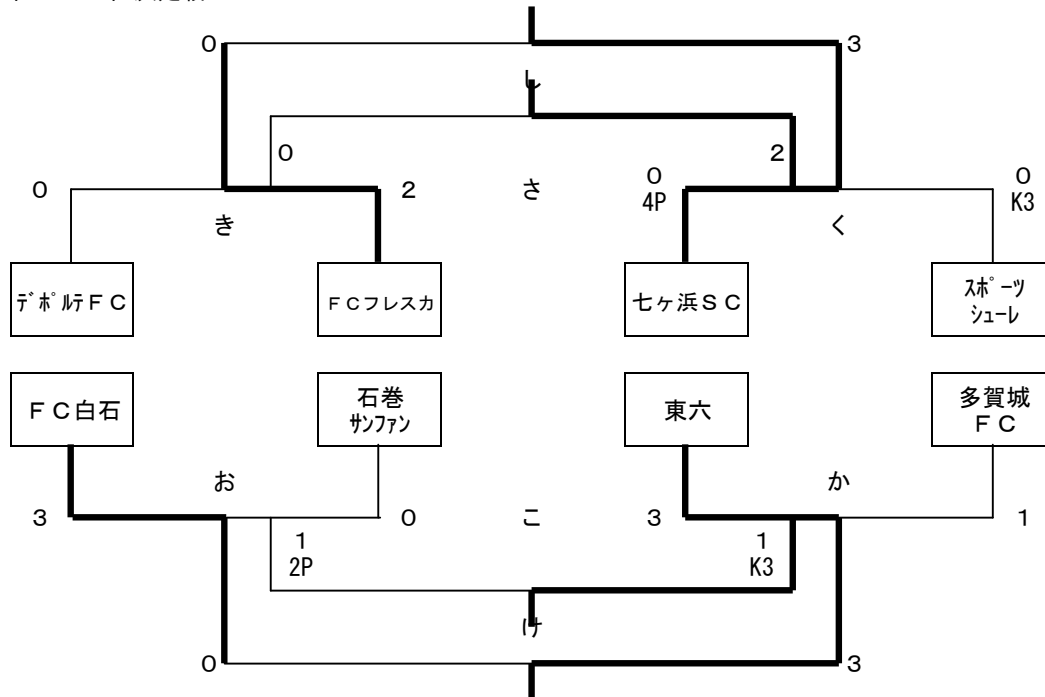 0 3
し
0 2
0 2 さ 0 0
4P K3
き く
ﾃﾞﾎﾟﾙﾃＦＣ ＦＣフレスカ 七ヶ浜ＳＣ ｽﾎﾟｰﾂ
ｼｭｰﾚ
ＦＣ白石 石巻
ｻﾝﾌｧﾝ 東六 多賀城
ＦＣ
お か
3 0 こ 3 1
1 1
2P K3
け
0 3